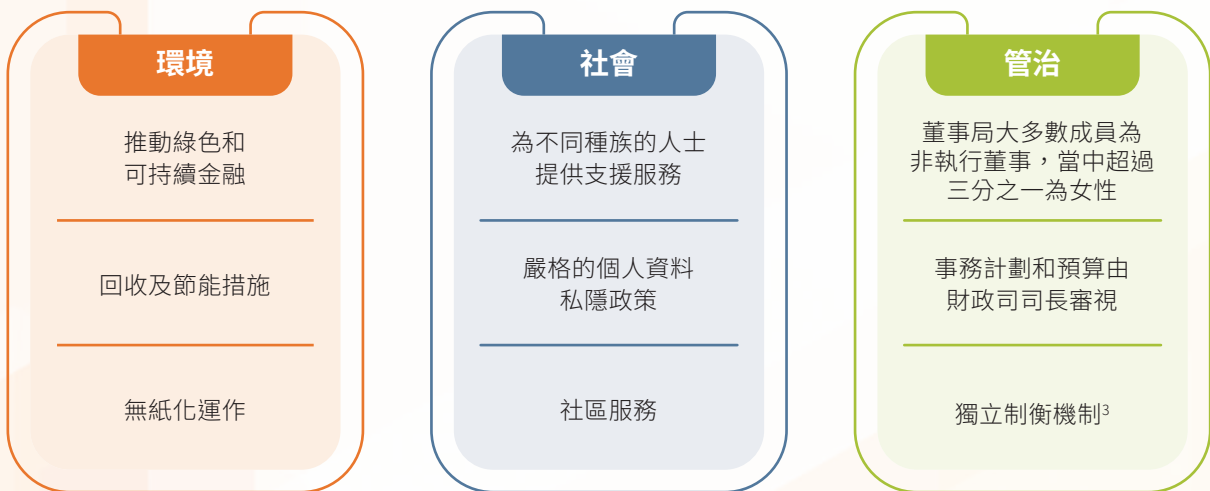 環境
推動綠色和
可持續金融
回收及節能措施
無紙化運作
社會
為不同種族的人士
提供支援服務
嚴格的個人資料
私隱政策
社區服務
管治
董事局大多數成員為
非執行董事，當中超過
三分之一為女性
事務計劃和預算由
財政司司長審視
獨立制衡機制3